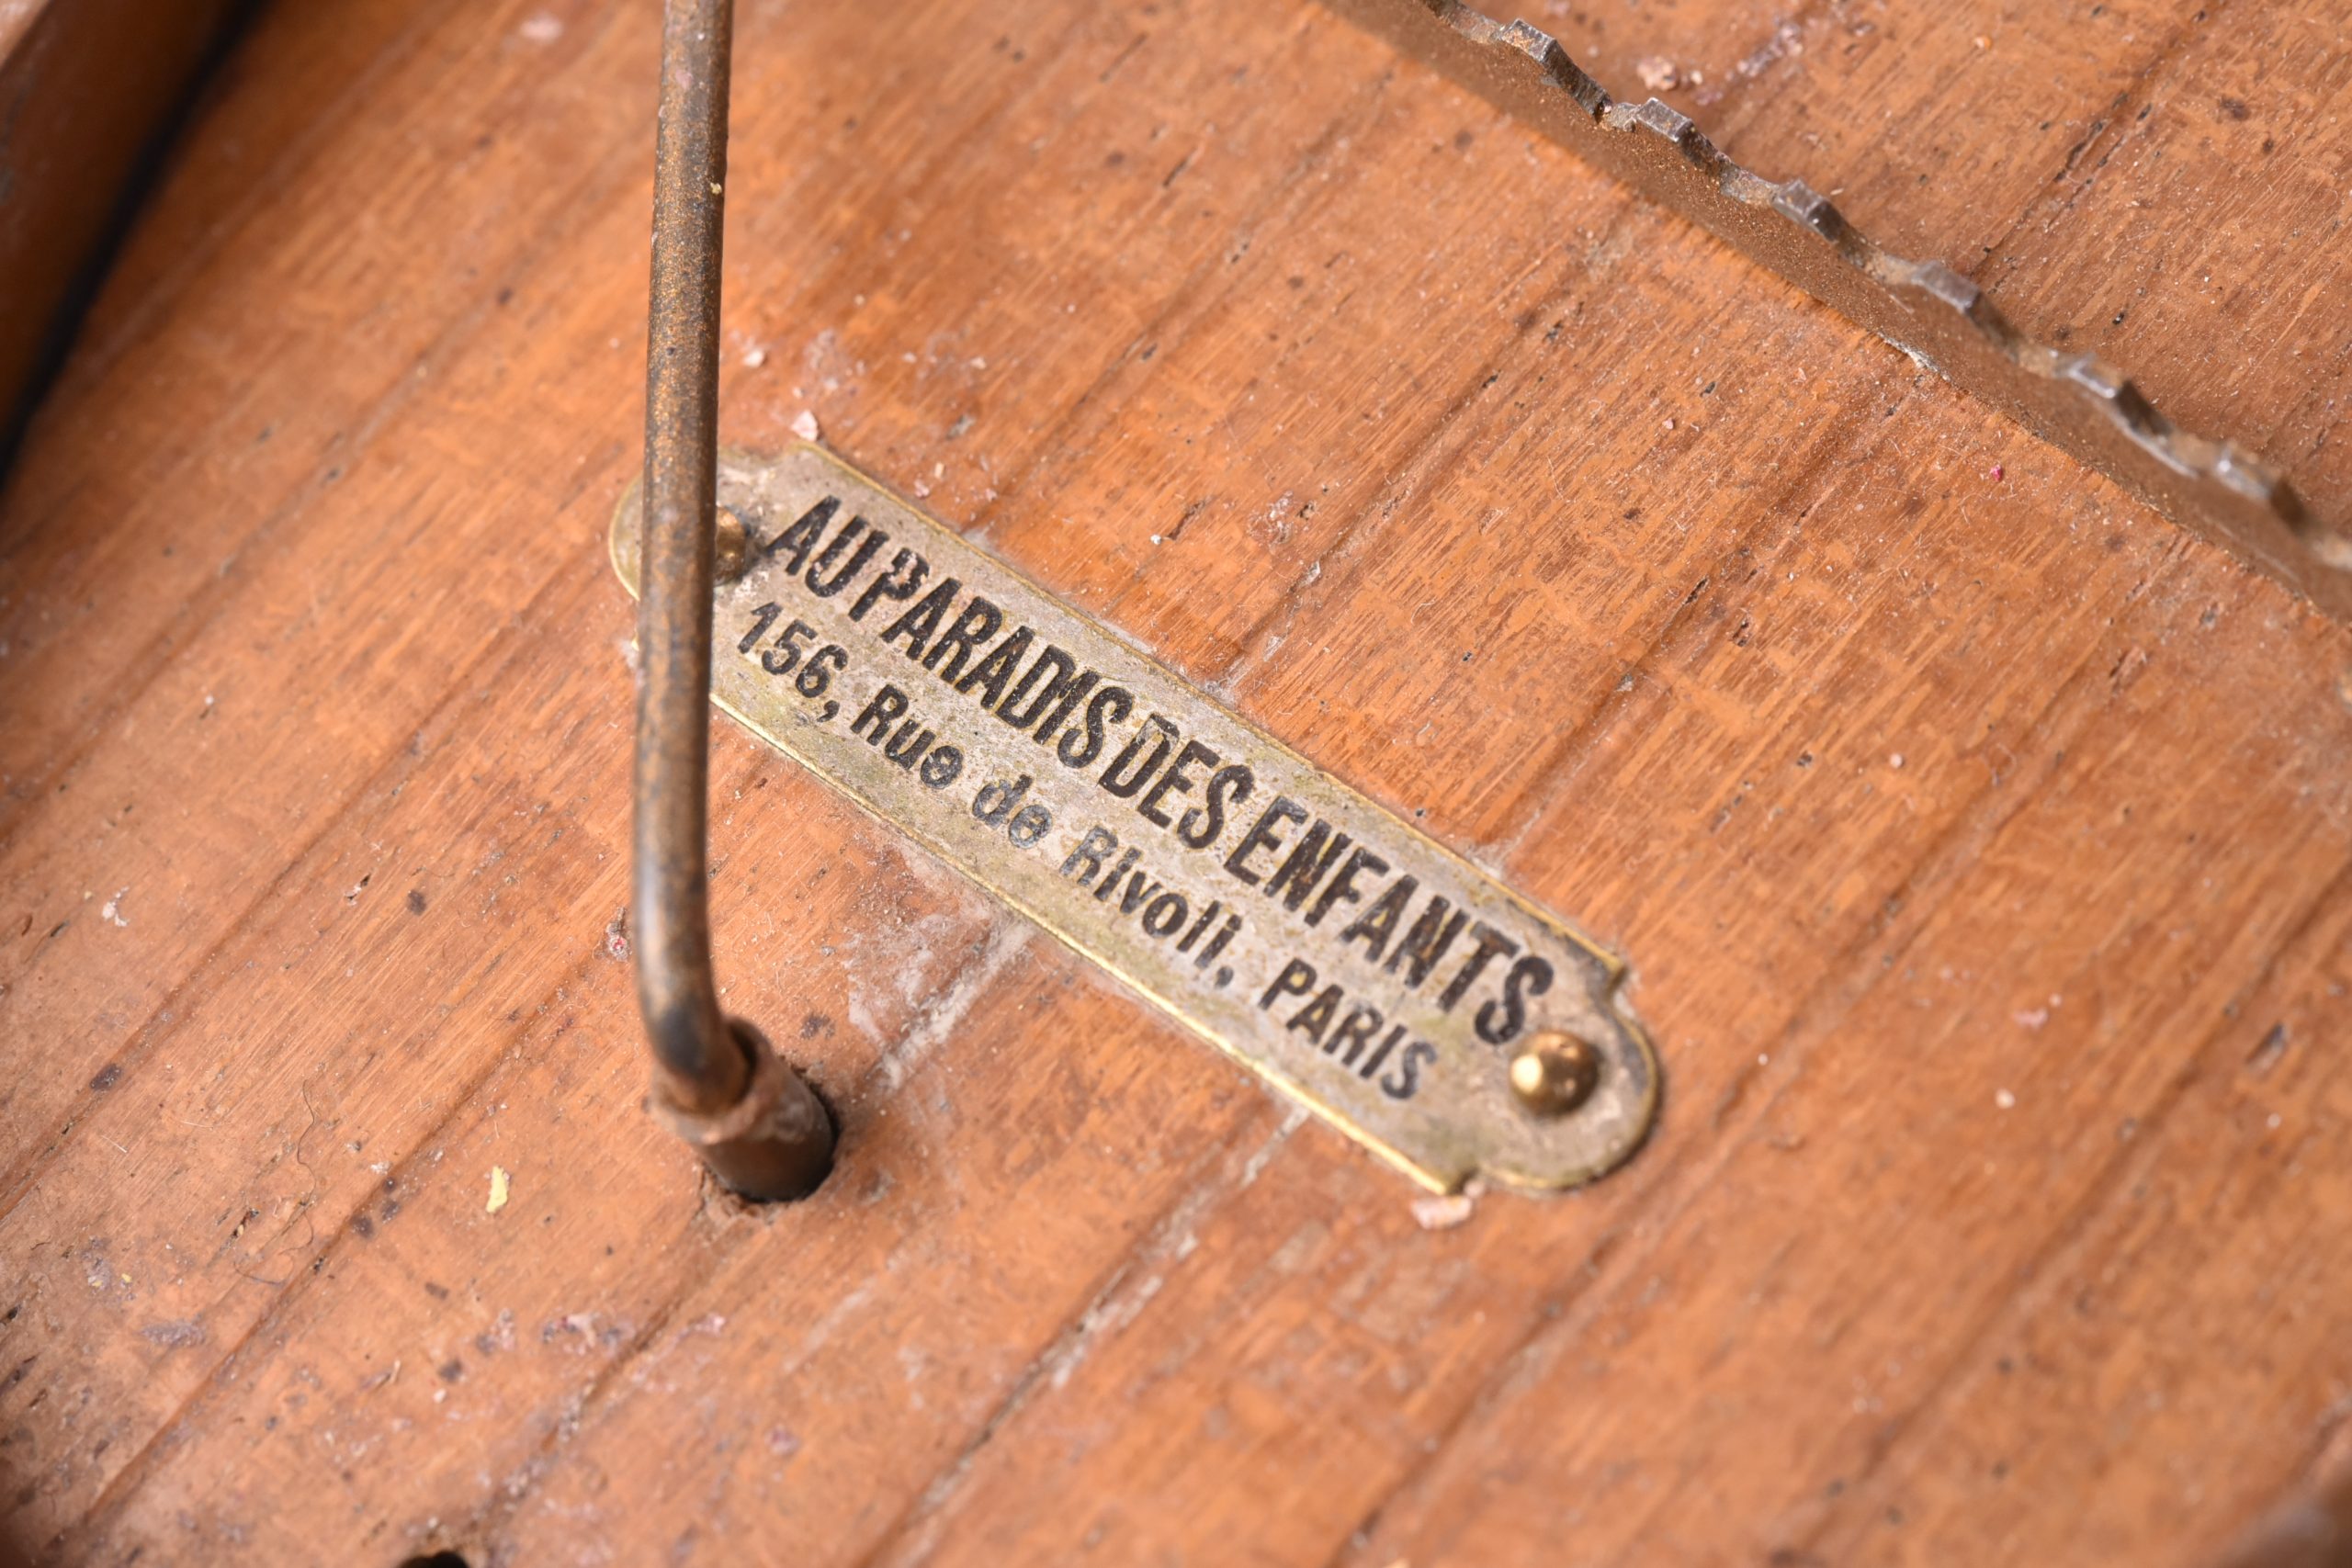 AU PARADIS DES ENFANTS
156, Rue de Rivoli, PARIS